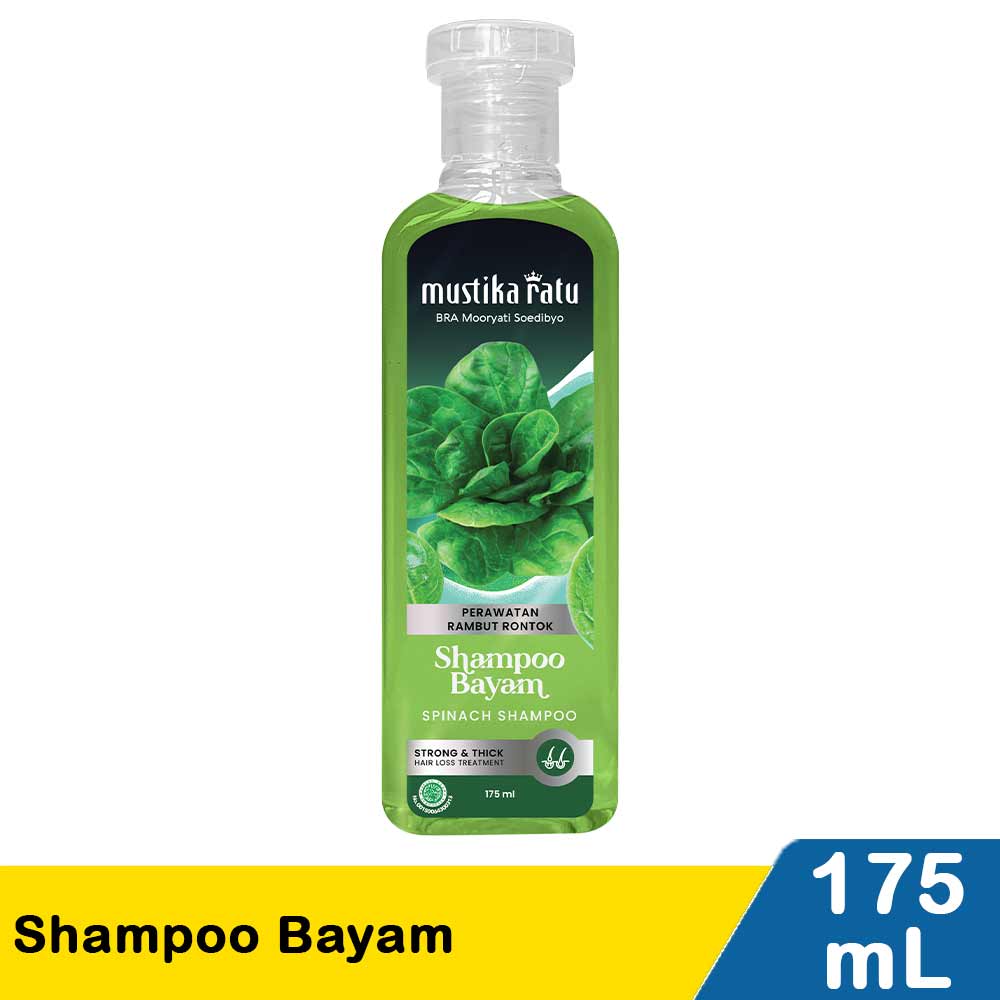 mustika ratu
BRA Mooryati Soedibyo
PERAWATAN
RAMBUT RONTOK
Shampoo
Bayam
SPINACH SHAMPOO
STRONG & THICK
HAIR LOSS TREATMENT
175 ml
Shampoo Bayam
175
mL